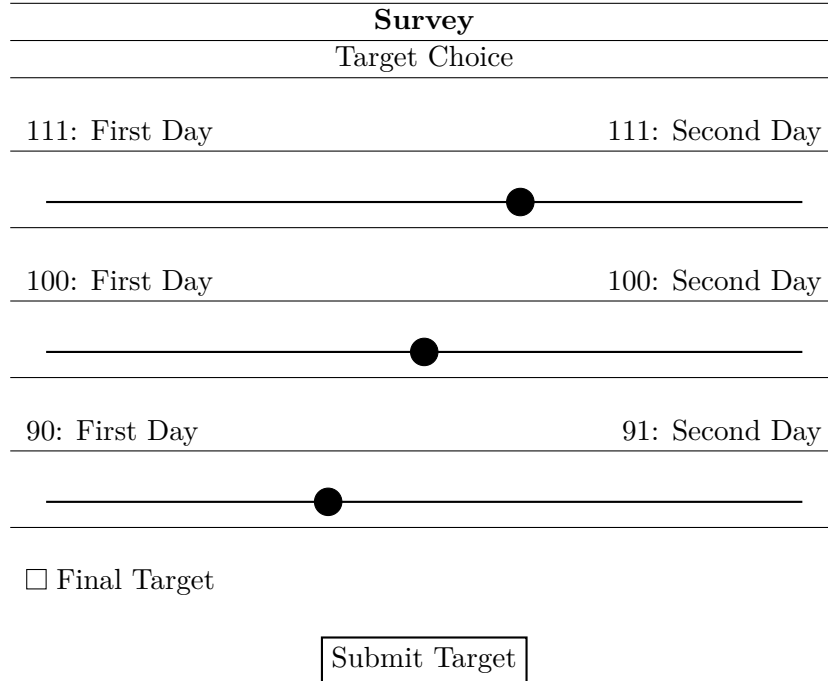 Survey
Target Choice
111: First Day 111: Second Day
100: First Day 100: Second Day
90: First Day 91: Second Day
Final Target
Submit Target